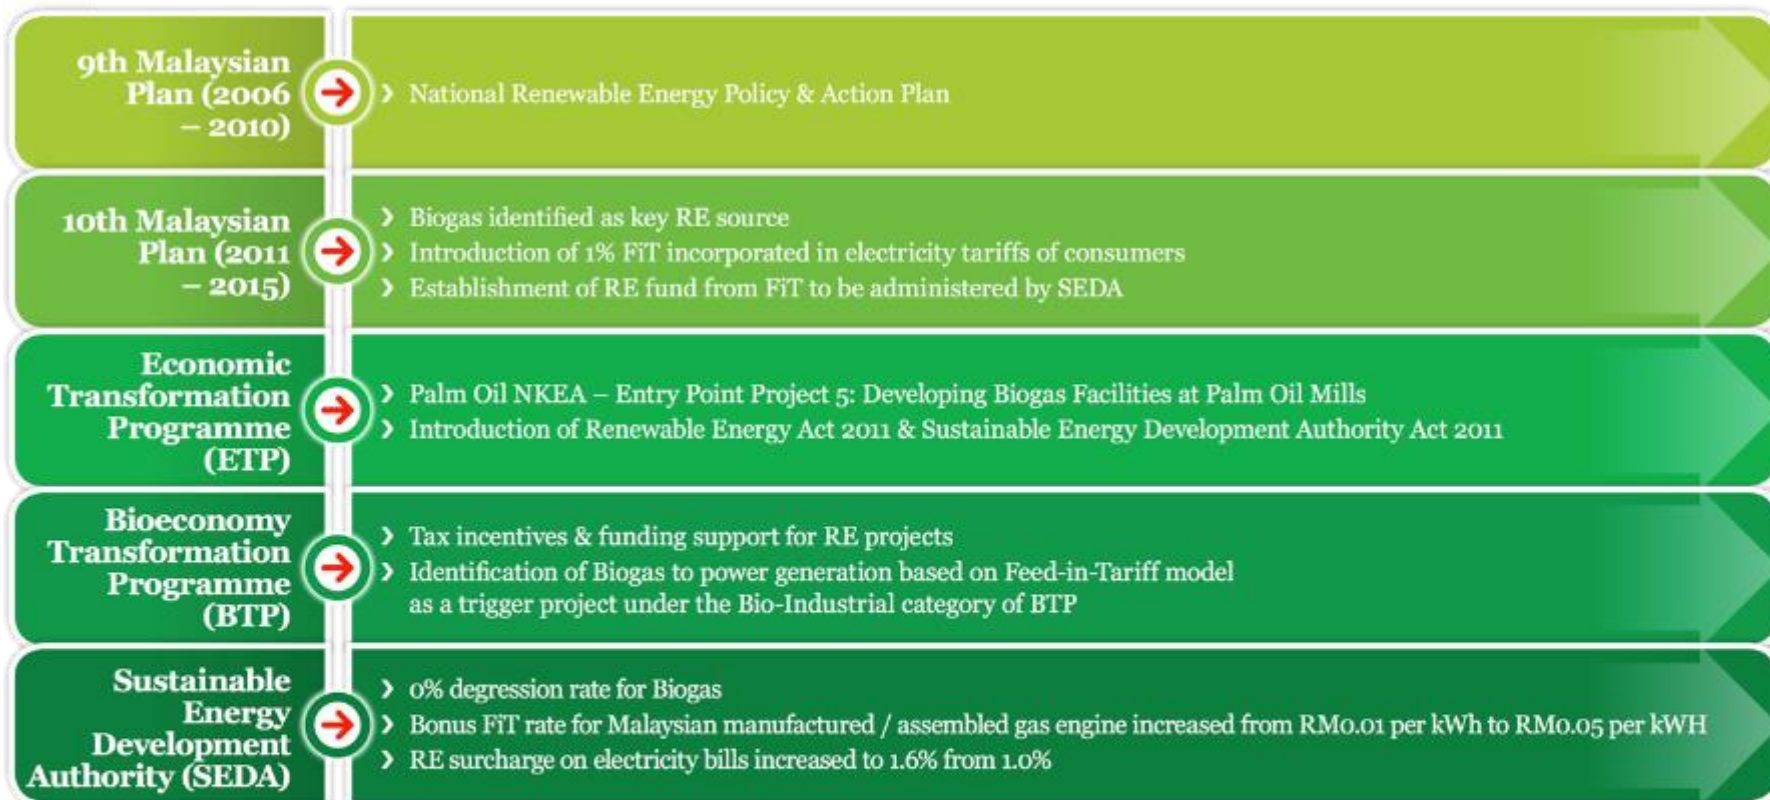 9th Malaysian
Plan (2006
– 2010)
› National Renewable Energy Policy & Action Plan
10th Malaysian
Plan (2011
– 2015)
› Biogas identified as key RE source
› Introduction of 1% FiT incorporated in electricity tariffs of consumers
› Establishment of RE fund from FiT to be administered by SEDA
Economic
Transformation
Programme
(ETP)
› Palm Oil NKEA – Entry Point Project 5: Developing Biogas Facilities at Palm Oil Mills
› Introduction of Renewable Energy Act 2011 & Sustainable Energy Development Authority Act 2011
Bioeconomy
Transformation
Programme
(BTP)
› Tax incentives & funding support for RE projects
› Identification of Biogas to power generation based on Feed-in-Tariff model
as a trigger project under the Bio-Industrial category of BTP
Sustainable
Energy
Development
Authority (SEDA)
› 0% degression rate for Biogas
› Bonus FiT rate for Malaysian manufactured / assembled gas engine increased from RM0.01 per kWh to RM0.05 per kWH
› RE surcharge on electricity bills increased to 1.6% from 1.0%